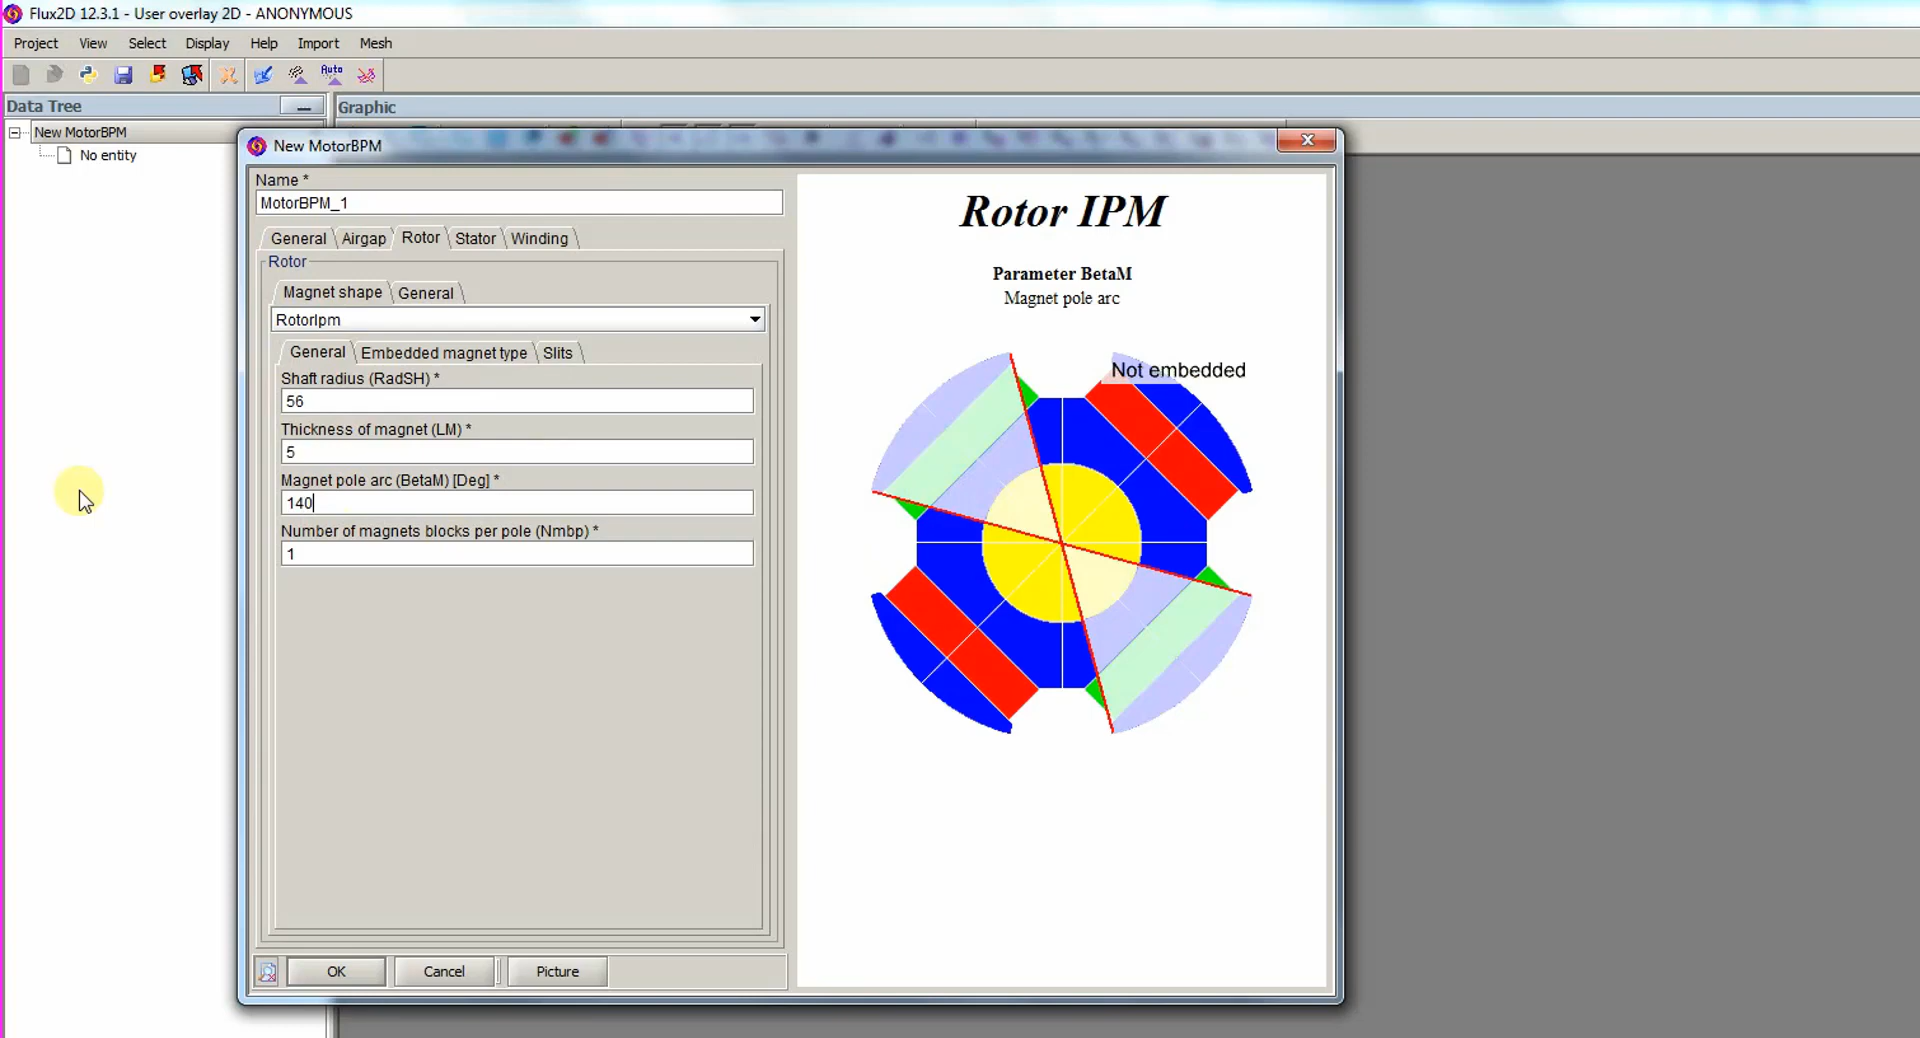 Flux2D 12.3.1 - User overlay 2D - ANONYMOUS
Project View Select Display Help Import Mesh
Auto
Data Tree
Graphic
New MotorBPM
No entity
New MotorBPM
Name *
MotorBPM_1
General Airgap Rotor Stator Winding
Rotor
Magnet shape General
RotorIpm
General Embedded magnet type Slits
Shaft radius (RadSH) *
56
Thickness of magnet (LM) *
5
Magnet pole arc (BetaM) [Deg] *
140
Number of magnets blocks per pole (Nmbp) *
1
OK Cancel Picture
Rotor IPM
Parameter BetaM
Magnet pole arc
Not embedded